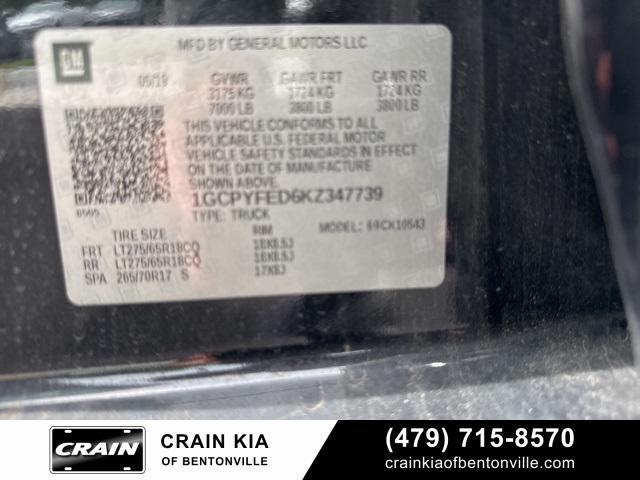 GM
MFD BY GENERAL MOTORS LLC
05/19 GVWR GAWR FRT GAWR RR
3175 KG 1724 KG 1724 KG
7000 LB 3800 LB 3800 LB
THIS VEHICLE CONFORMS TO ALL
APPLICABLE U.S. FEDERAL MOTOR
VEHICLE SAFETY STANDARDS IN EFFECT
ON THE DATE OF MANUFACTURE
SHOWN ABOVE.
1GCPYFED6KZ347739
TYPE: TRUCK MODEL: CK10543
TIRE SIZE RIM
FRT LT275/65R18CQ 18X8.5J
RR LT275/65R18CQ 18X8.5J
SPA 265/70R17 S 17X8J
CRAIN
CRAIN KIA
OF BENTONVILLE
(479) 715-8570
crainkiaofbentonville.com